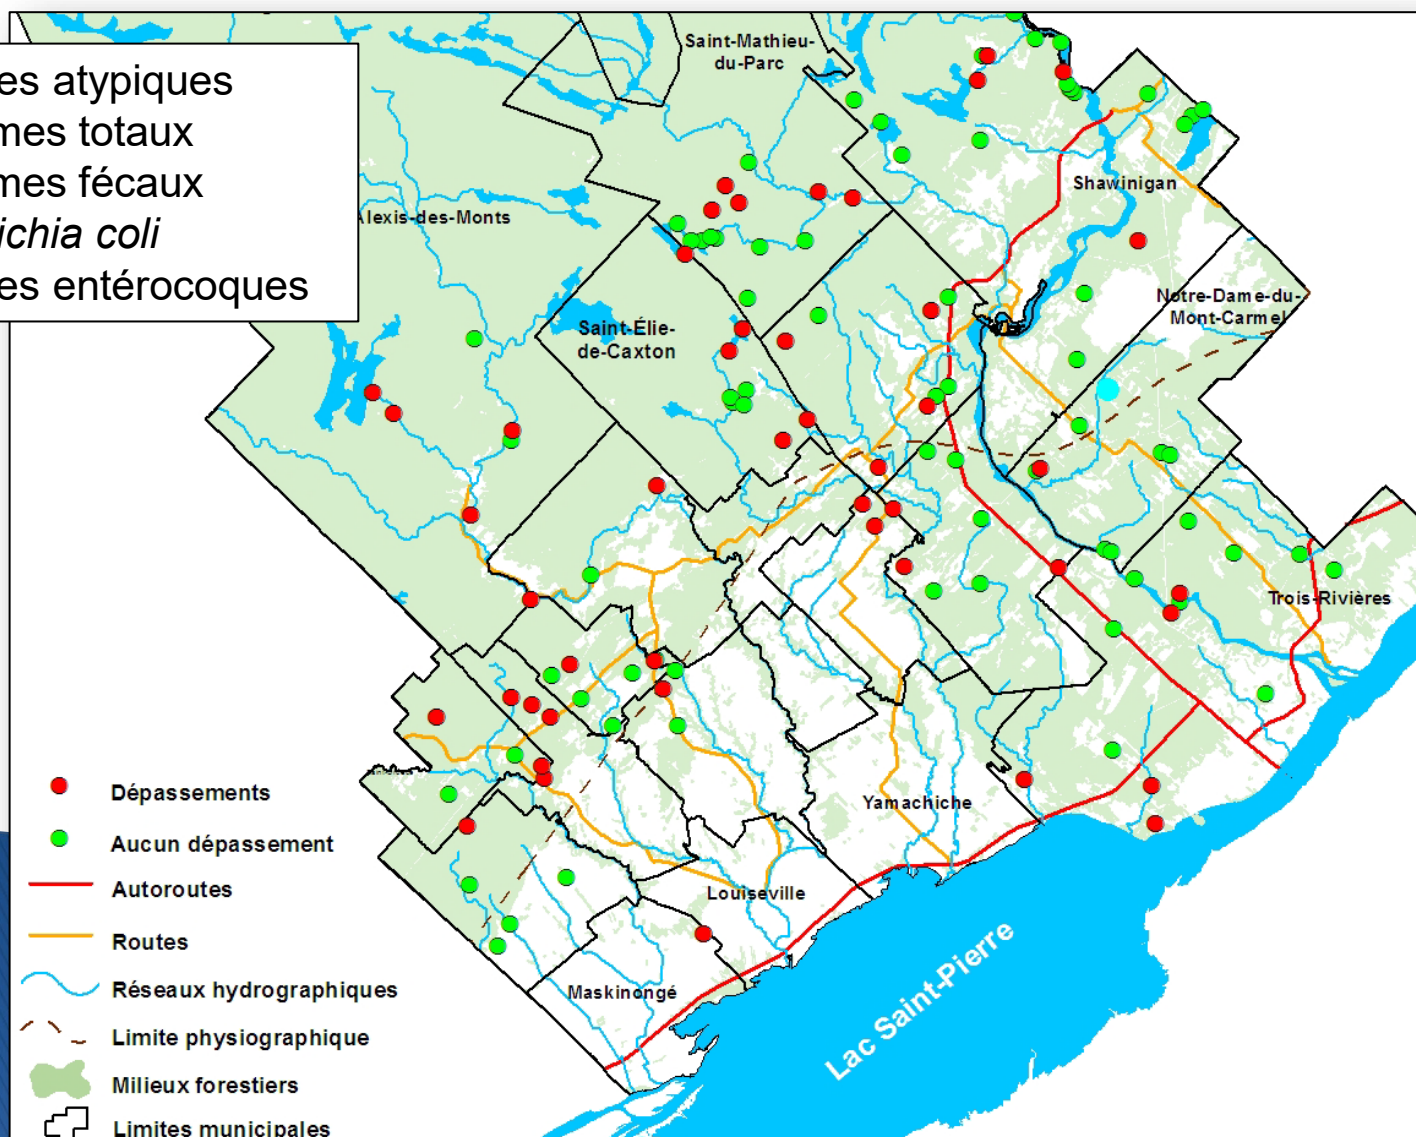 es atypiques
mes totaux
mes fécaux
ichia coli
es entérocoques
Saint-Mathieu-
du-Parc
Alexis-des-Monts
Shawinigan
Notre-Dame-du-
Mont-Carmel
Saint-Élie-
de-Caxton
Trois-Rivières
Yamachiche
Louiseville
Maskinongé
Lac Saint-Pierre
Dépassements
Aucun dépassement
Autoroutes
Routes
Réseaux hydrographiques
Limite physiographique
Milieux forestiers
Limites municipales